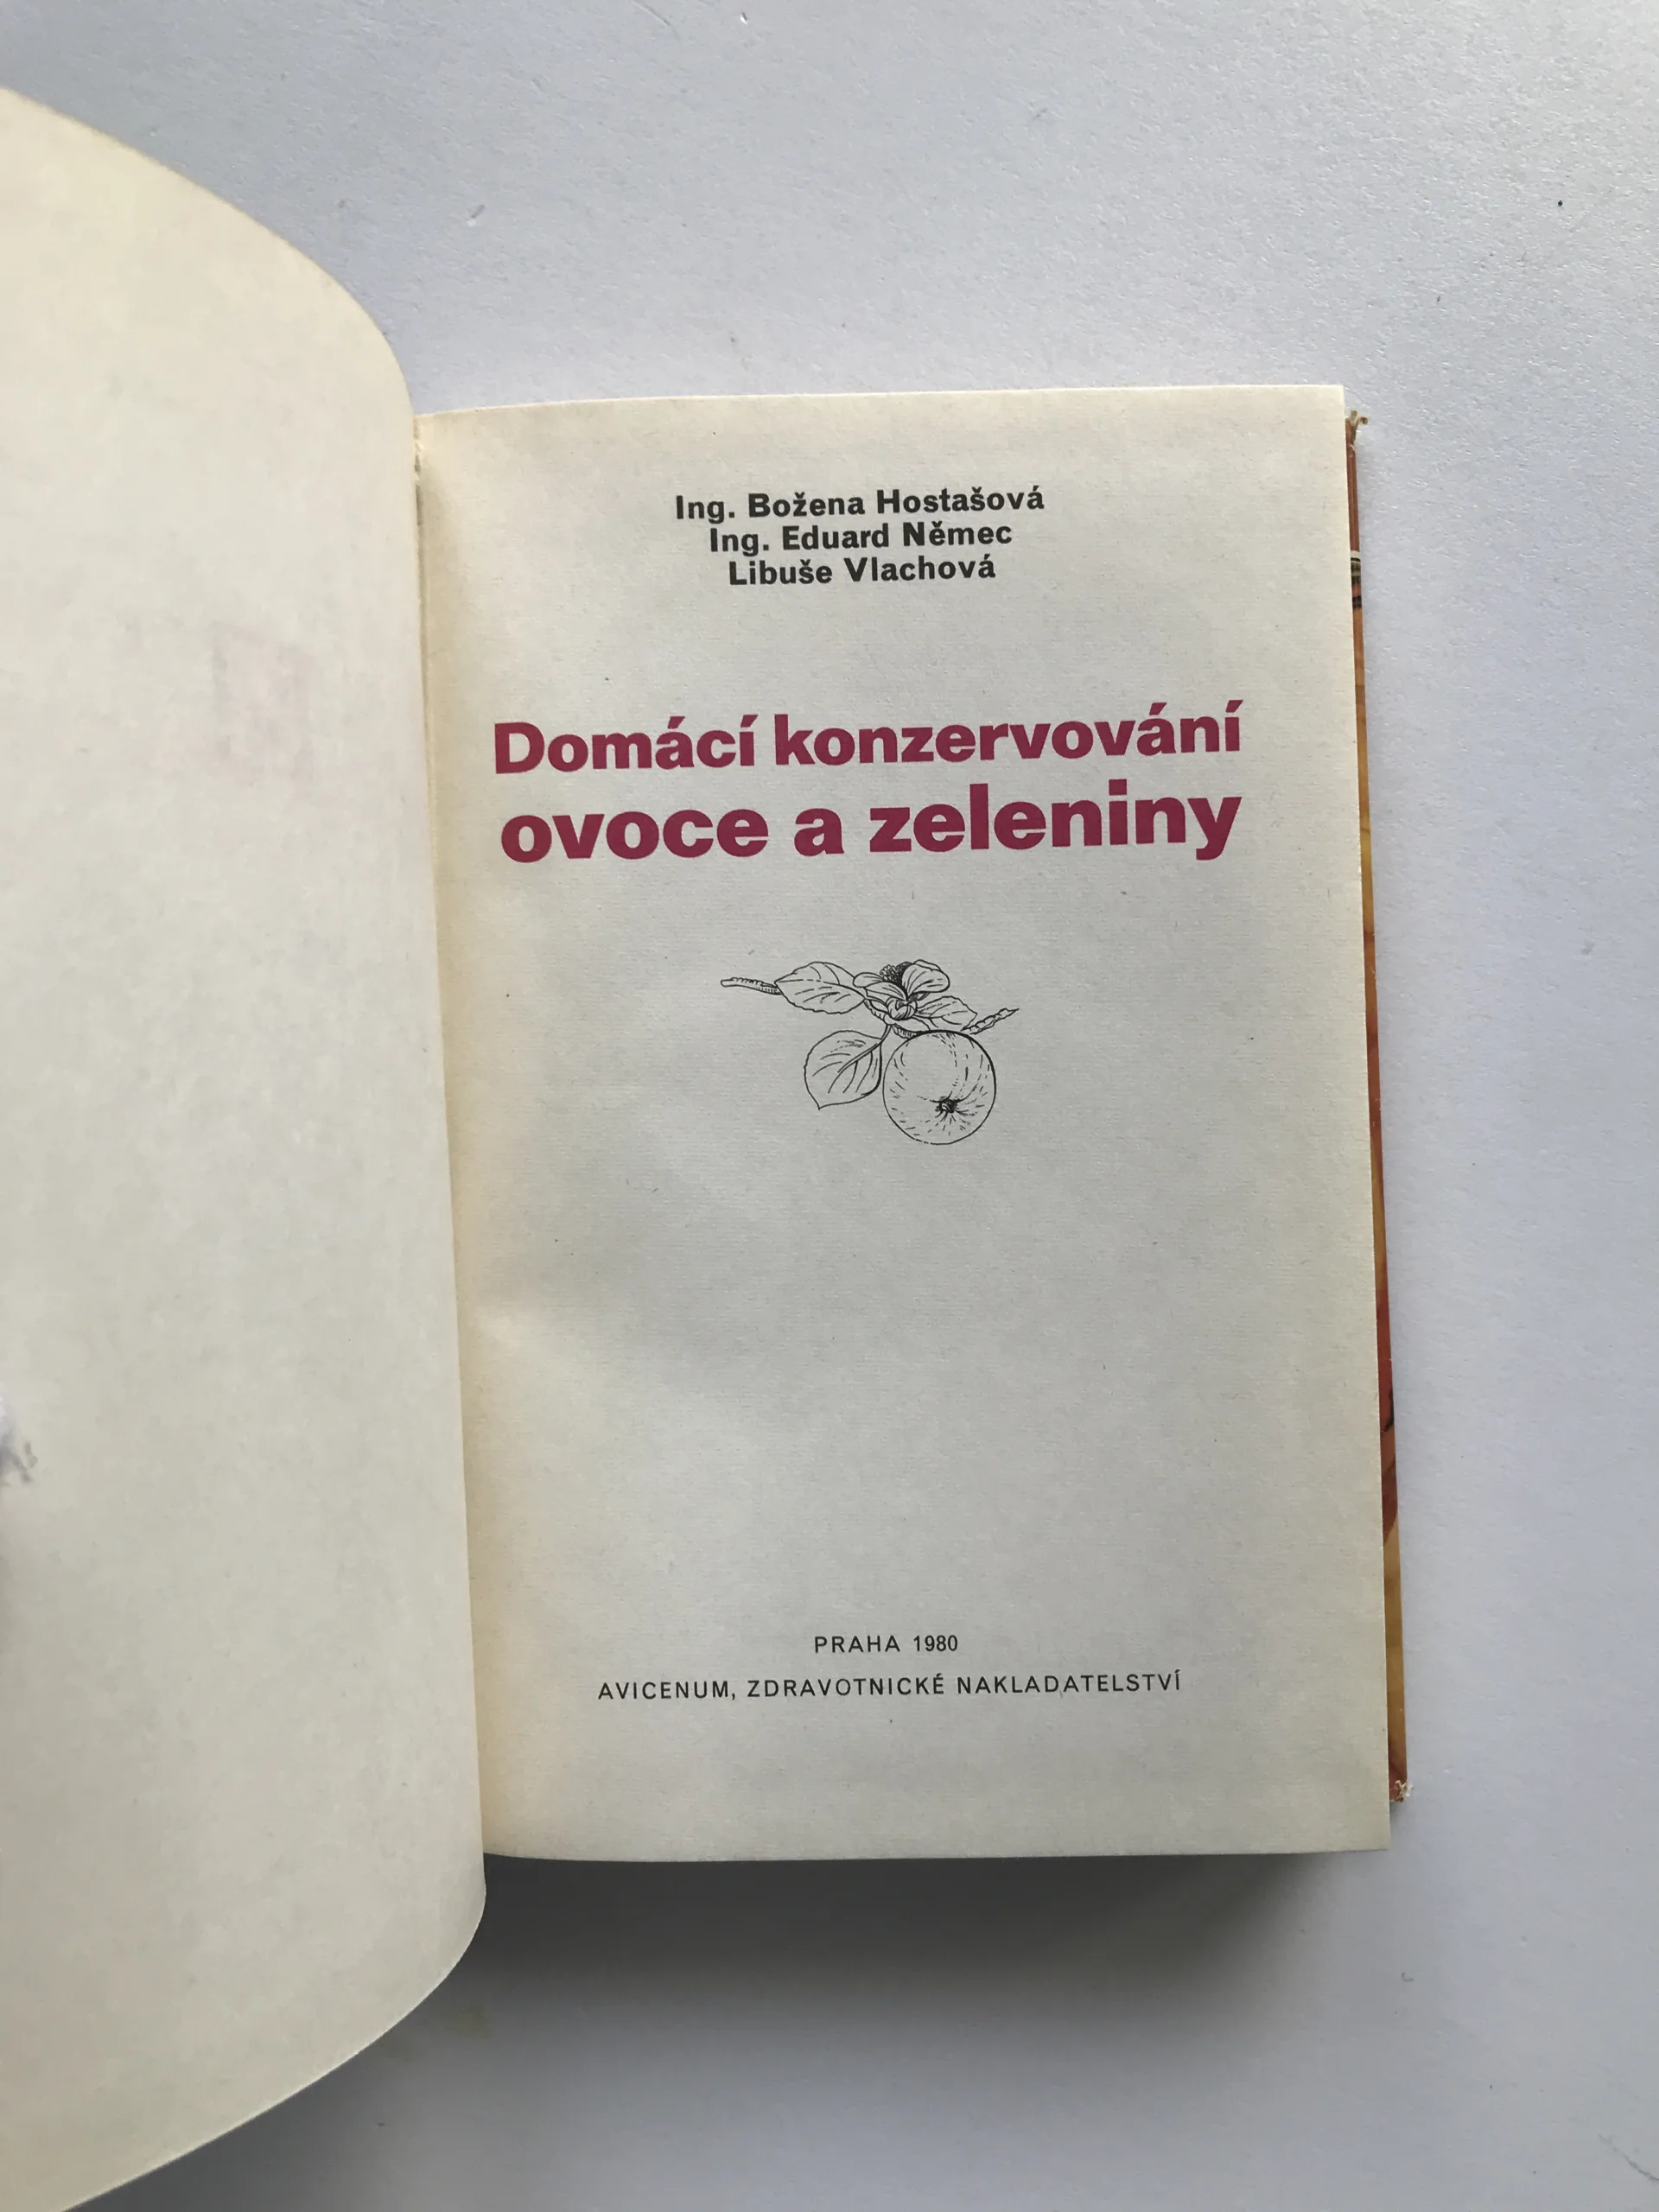 Ing. Božena Hostašová
Ing. Eduard Němec
Libuše Vlachová
Domácí konzervování
ovoce a zeleniny
PRAHA 1980
AVICENUM, ZDRAVOTNICKÉ NAKLADATELSTVÍ